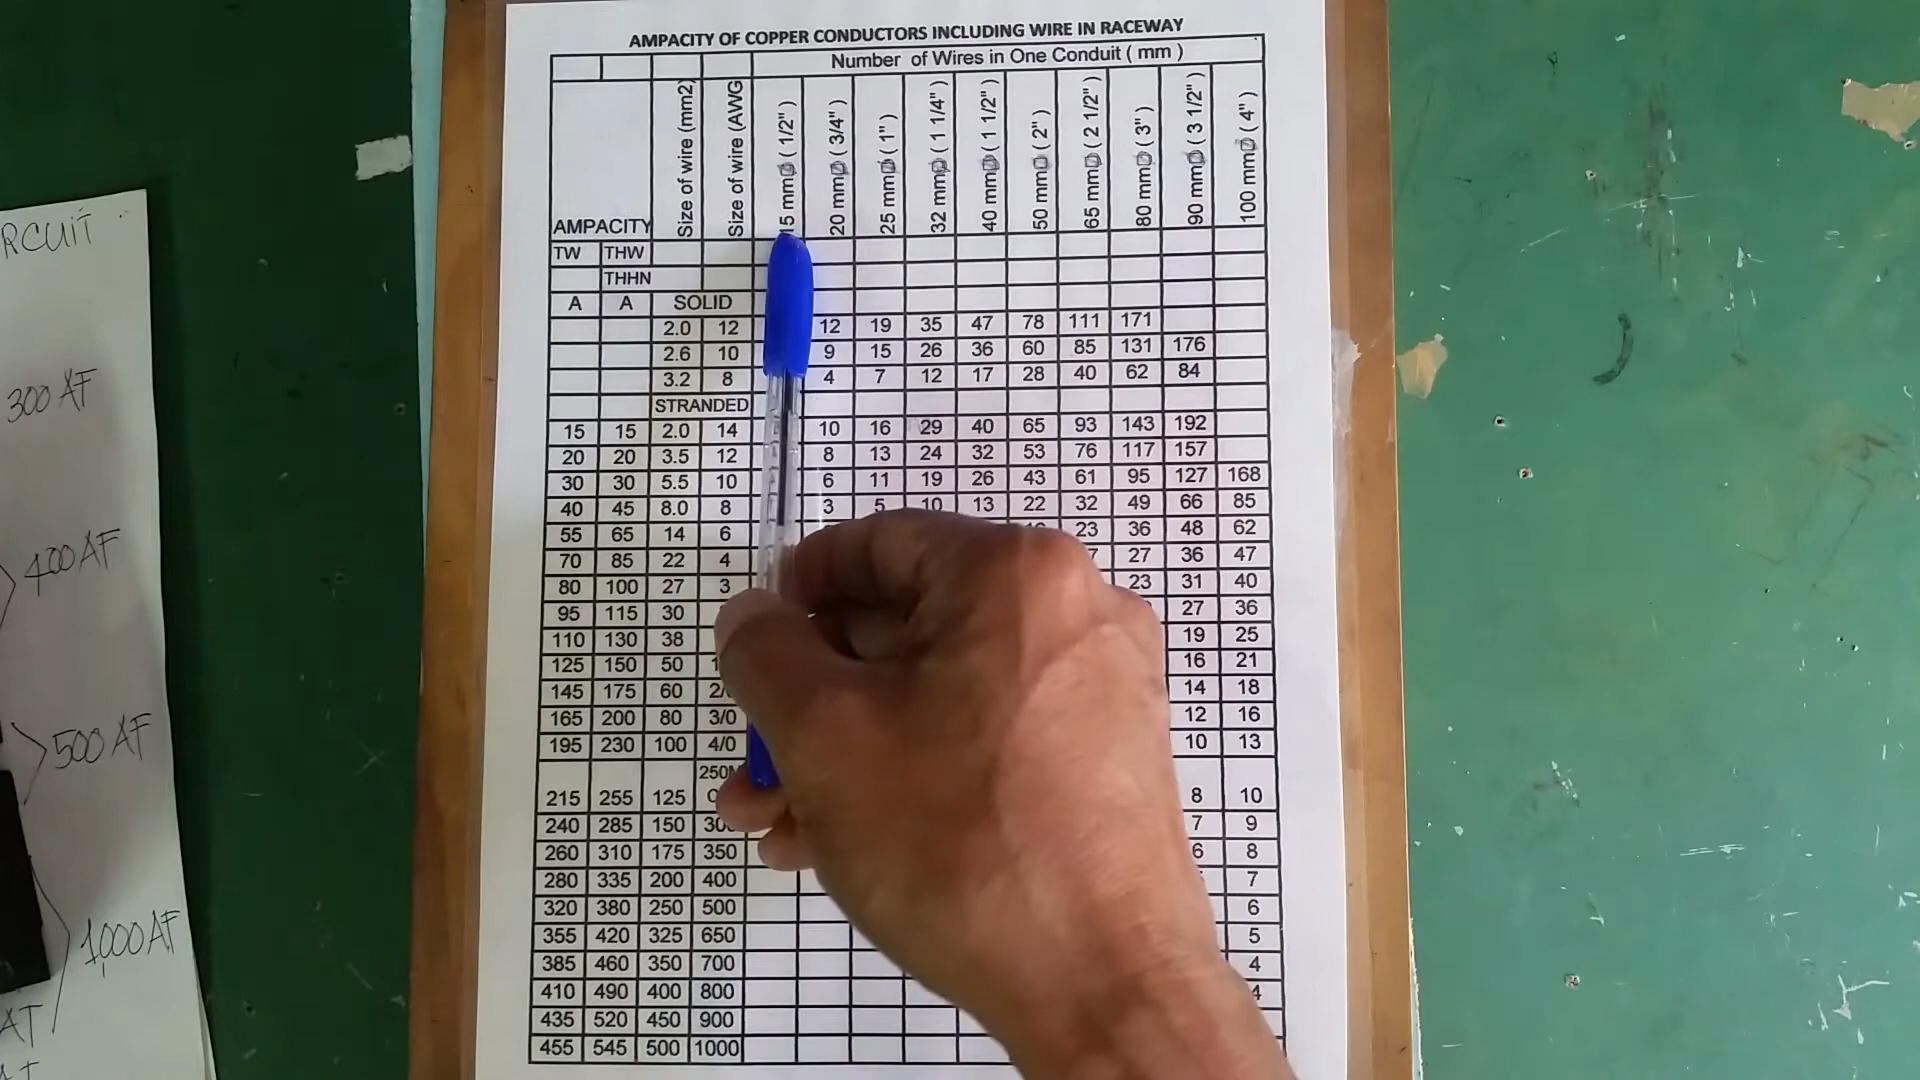 AMPACITY OF COPPER CONDUCTORS INCLUDING WIRE IN RACEWAY
Number of Wires in One Conduit ( mm )
AMPACITY Size of wire (mm2) Size of wire (AWG 15 mm∅ ( 1/2" ) 20 mm∅ ( 3/4" ) 25 mm∅ ( 1" ) 32 mm∅ ( 1 1/4" ) 40 mm∅ ( 1 1/2" ) 50 mm∅ ( 2" ) 65 mm∅ ( 2 1/2" ) 80 mm∅ ( 3" ) 90 mm∅ ( 3 1/2" ) 100 mm∅ ( 4" )
TW THW
THHN
A A SOLID
2.0 12 12 19 35 47 78 111 171
2.6 10 9 15 26 36 60 85 131 176
3.2 8 4 7 12 17 28 40 62 84
STRANDED
15 15 2.0 14 10 16 29 40 65 93 143 192
20 20 3.5 12 8 13 24 32 53 76 117 157
30 30 5.5 10 6 11 19 26 43 61 95 127 168
40 45 8.0 8 3 5 10 13 22 32 49 66 85
55 65 14 6 23 36 48 62
70 85 22 4 27 36 47
80 100 27 3 23 31 40
95 115 30 27 36
110 130 38 19 25
125 150 50 16 21
145 175 60 14 18
165 200 80 3/0 12 16
195 230 100 4/0 10 13
215 255 125 8 10
240 285 150 7 9
260 310 175 350 6 8
280 335 200 400 7
320 380 250 500 6
355 420 325 650 5
385 460 350 700 4
410 490 400 800 4
435 520 450 900
455 545 500 1000
RCUIT
300 AF
400 AF
500 AF
1000 AF
AT